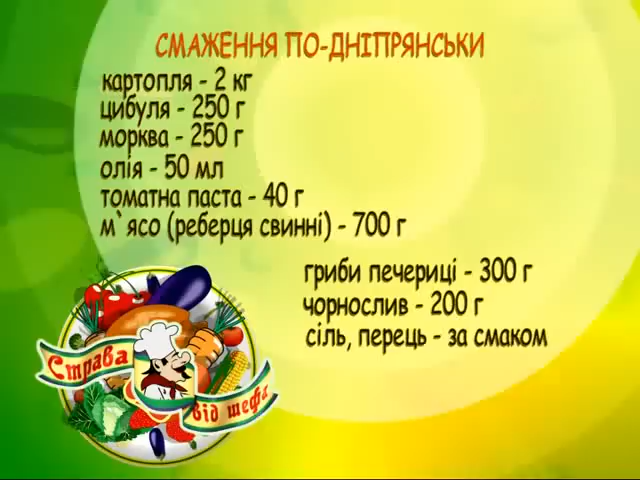 СМАЖЕННЯ ПО-ДНІПРЯНСЬКИ
картопля - 2 кг
цибуля - 250 г
морква - 250 г
олія - 50 мл
томатна паста - 40 г
м`ясо (реберця свинні) - 700 г
гриби печериці - 300 г
чорнослив - 200 г
сіль, перець - за смаком
Страва
від шефа